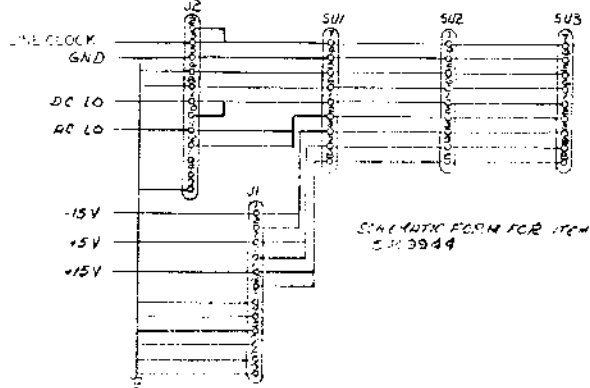 J2
SU1
SU2
SU3
LINE CLOCK
GND
DC LO
AC LO
J1
-15V
+5V
+15V
SCHEMATIC FORM FOR ITEM